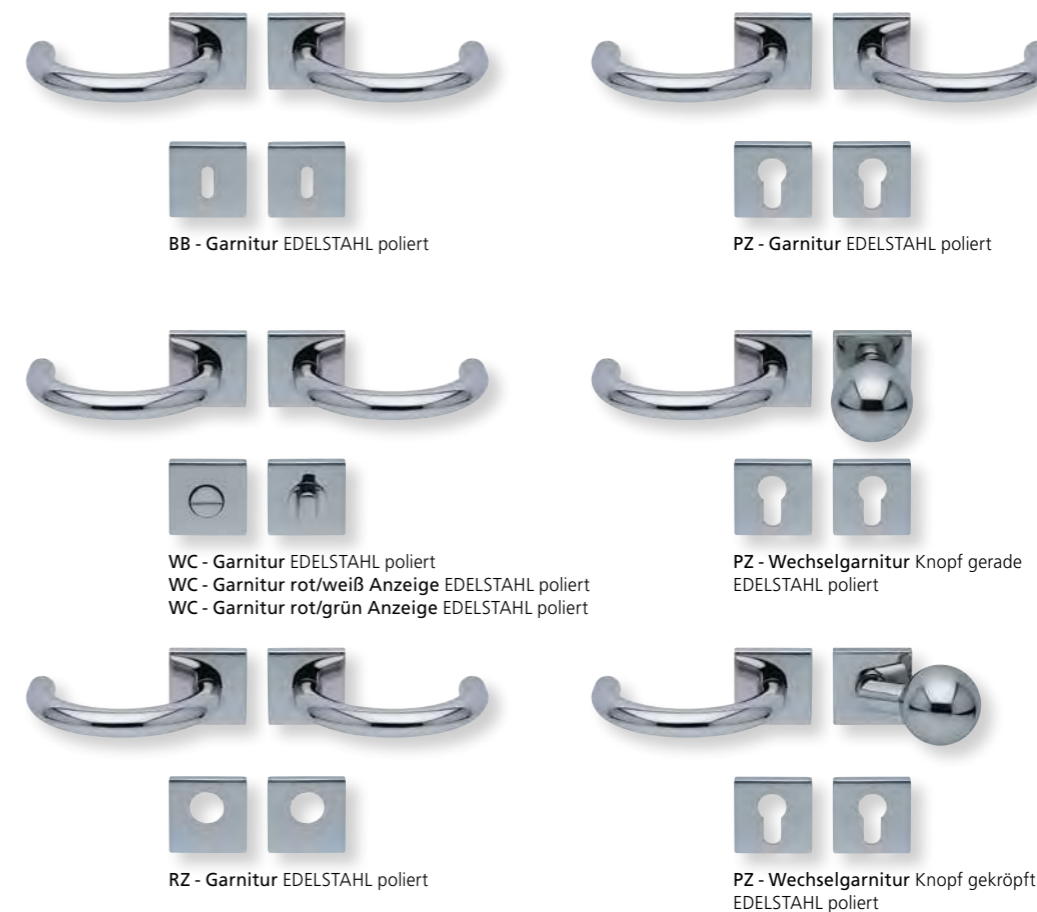 BB - Garnitur EDELSTAHL poliert
PZ - Garnitur EDELSTAHL poliert
WC - Garnitur EDELSTAHL poliert
WC - Garnitur rot/weiß Anzeige EDELSTAHL poliert
WC - Garnitur rot/grün Anzeige EDELSTAHL poliert
PZ - Wechselgarnitur Knopf gerade
EDELSTAHL poliert
RZ - Garnitur EDELSTAHL poliert
PZ - Wechselgarnitur Knopf gekröpft
EDELSTAHL poliert